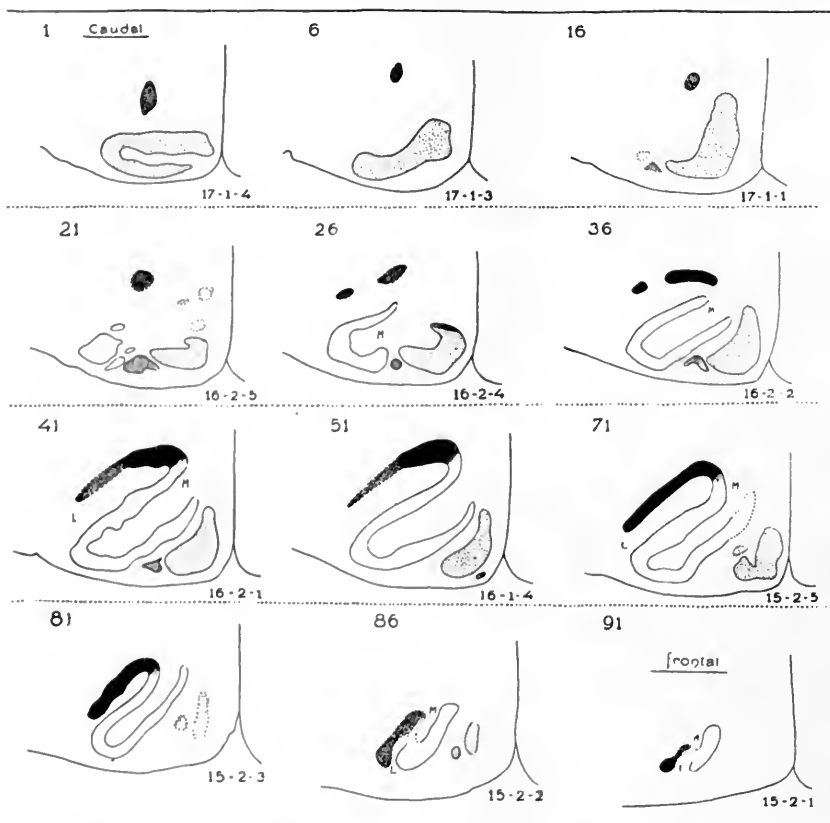 1 Caudal 6 16
17-1-4 17-1-3 17-1-1
21 26 36
M M
16-2-5 16-2-4 16-2-2
41 51 71
M M
L L
16-2-1 16-1-4 15-2-5
81 86 91
frontal
M
L
15-2-3 15-2-2 15-2-1